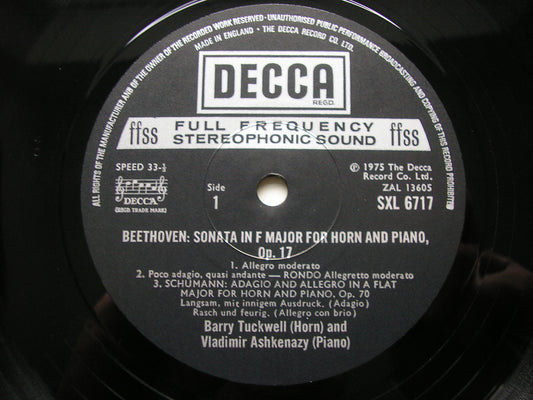 ALL RIGHTS OF THE MANUFACTURER AND OF THE OWNER OF THE RECORDED WORK RESERVED · UNAUTHORISED PUBLIC PERFORMANCE BROADCASTING AND COPYING OF THIS RECORD PROHIBITED
MADE IN ENGLAND · THE DECCA RECORD CO. LTD.
DECCA
REGD.
ffss FULL FREQUENCY ffss
STEREOPHONIC SOUND
SPEED 33-⅓
DECCA
REGD TRADE MARK
Side
1
℗ 1975 The Decca
Record Co. Ltd.
ZAL 13605
SXL 6717
BEETHOVEN: SONATA IN F MAJOR FOR HORN AND PIANO,
Op. 17
1. Allegro moderato
2. Poco adagio, quasi andante — RONDO Allegretto moderato
3. SCHUMANN: ADAGIO AND ALLEGRO IN A FLAT
MAJOR FOR HORN AND PIANO, Op. 70
Langsam, mit innigem Ausdruck. (Adagio)
Rasch und feurig. (Allegro con brio)
Barry Tuckwell (Horn) and
Vladimir Ashkenazy (Piano)